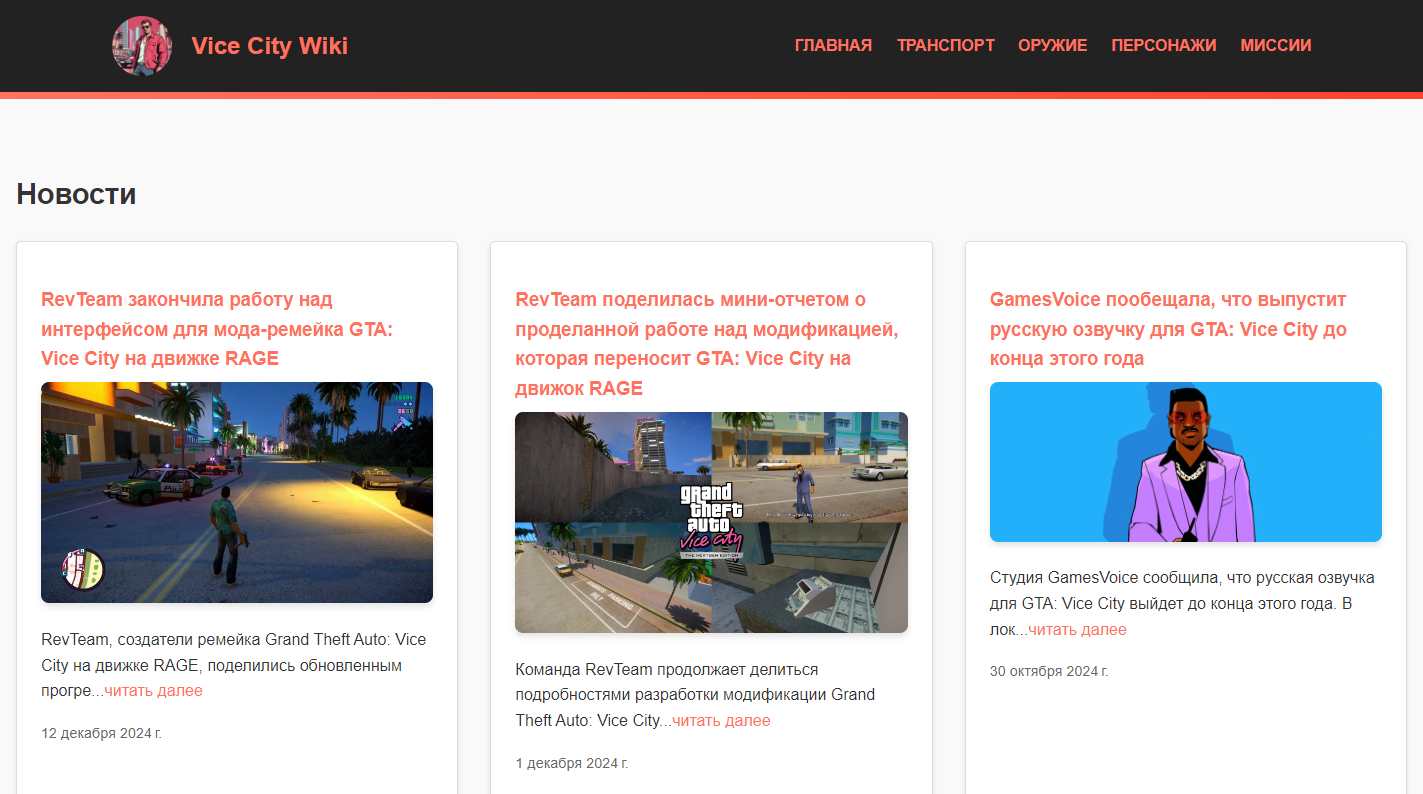 Vice City Wiki
ГЛАВНАЯ ТРАНСПОРТ ОРУЖИЕ ПЕРСОНАЖИ МИССИИ
Новости
RevTeam закончила работу над
интерфейсом для мода-ремейка GTA:
Vice City на движке RAGE
RevTeam, создатели ремейка Grand Theft Auto: Vice
City на движке RAGE, поделились обновленным
прогре...читать далее
12 декабря 2024 г.
RevTeam поделилась мини-отчетом о
проделанной работе над модификацией,
которая переносит GTA: Vice City на
движок RAGE
grand
theft
auto
Vice City
THE NEXTGEN EDITION
Команда RevTeam продолжает делиться
подробностями разработки модификации Grand
Theft Auto: Vice City...читать далее
1 декабря 2024 г.
GamesVoice пообещала, что выпустит
русскую озвучку для GTA: Vice City до
конца этого года
Студия GamesVoice сообщила, что русская озвучка
для GTA: Vice City выйдет до конца этого года. В
лок...читать далее
30 октября 2024 г.